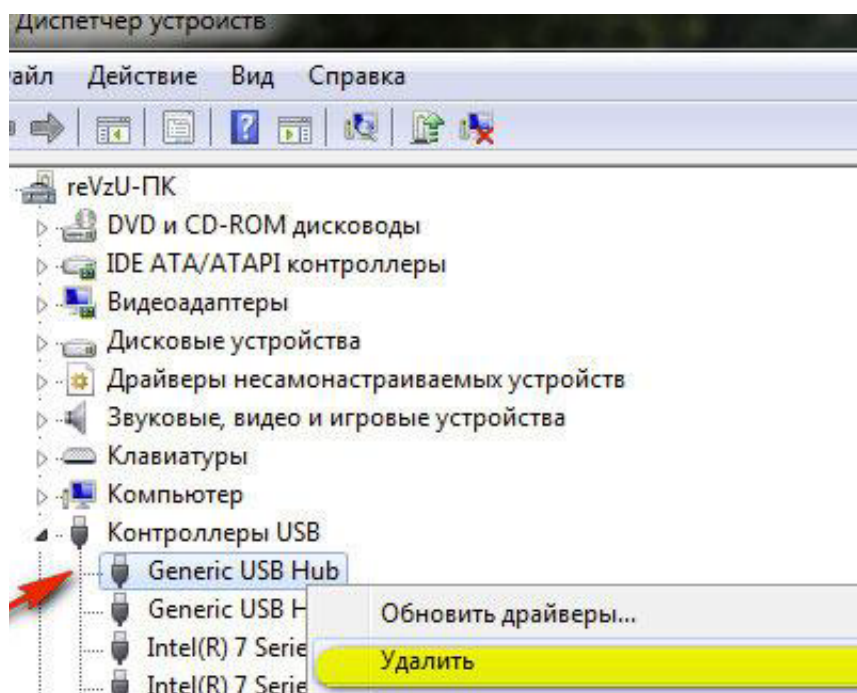 Диспетчер устройств
айл Действие Вид Справка
reVzU-ПК
DVD и CD-ROM дисководы
IDE ATA/ATAPI контроллеры
Видеоадаптеры
Дисковые устройства
Драйверы несамонастраиваемых устройств
Звуковые, видео и игровые устройства
Клавиатуры
Компьютер
Контроллеры USB
Generic USB Hub
Generic USB H
Обновить драйверы...
Intel(R) 7 Serie
Удалить
Intel(R) 7 Serie